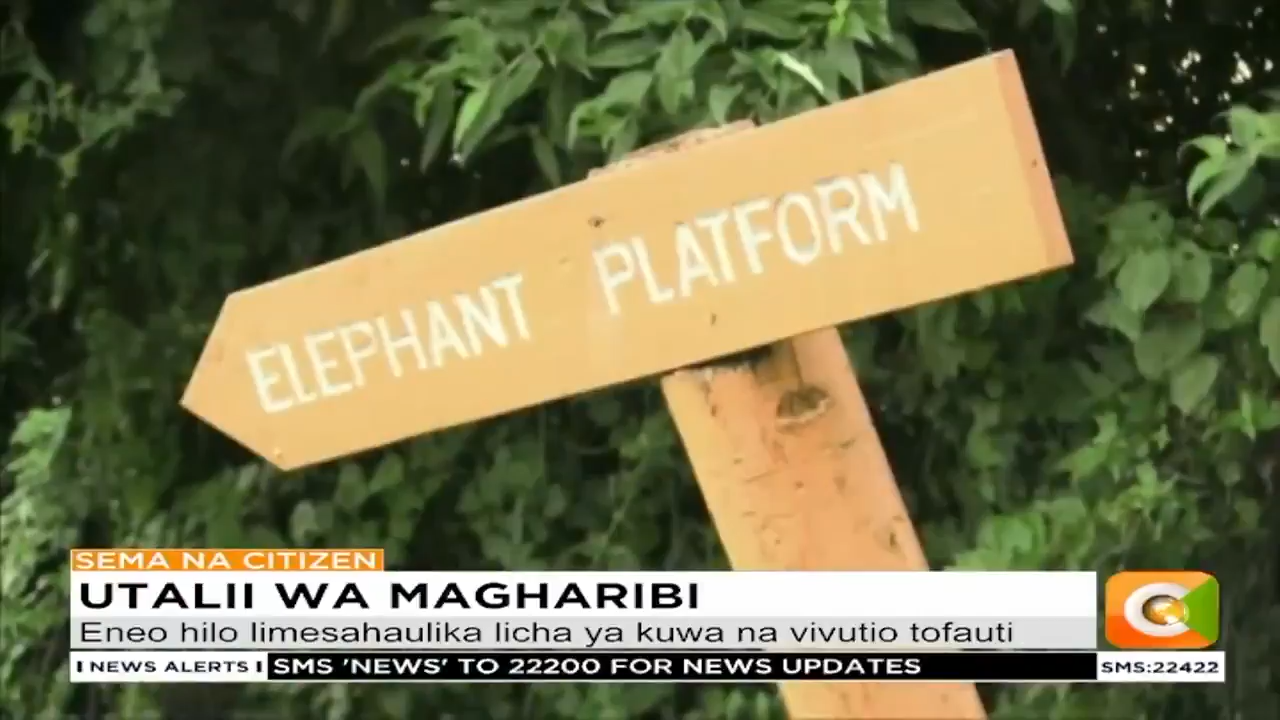 ELEPHANT PLATFORM
SEMA NA CITIZEN
UTALII WA MAGHARIBI
Eneo hilo limesahaulika licha ya kuwa na vivutio tofauti
NEWS ALERTS
SMS 'NEWS' TO 22200 FOR NEWS UPDATES
SMS:22422